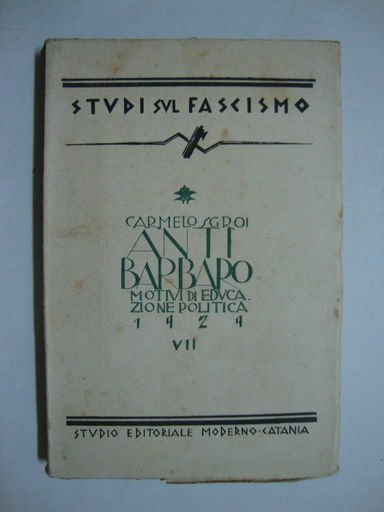 STVDI SVL FASCISMO
CARMELO SGROI
ANTI
BARBARO
MOTIVI DI EDVCA-
ZIONE POLITICA
1929
VII
STVDIO EDITORIALE MODERNO·CATANIA